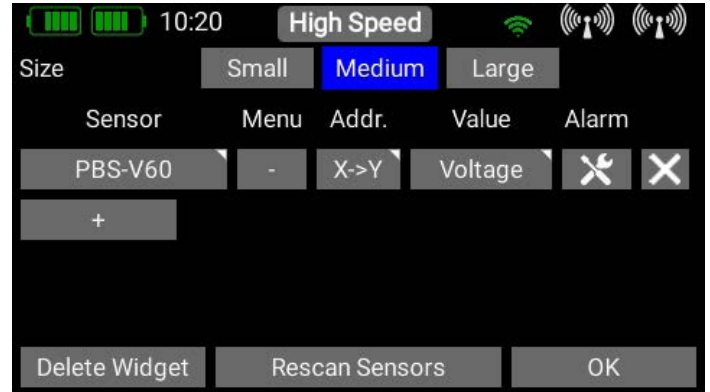 10:20 High Speed
Size Small Medium Large
Sensor Menu Addr. Value Alarm
PBS-V60 - X->Y Voltage
+
Delete Widget Rescan Sensors OK